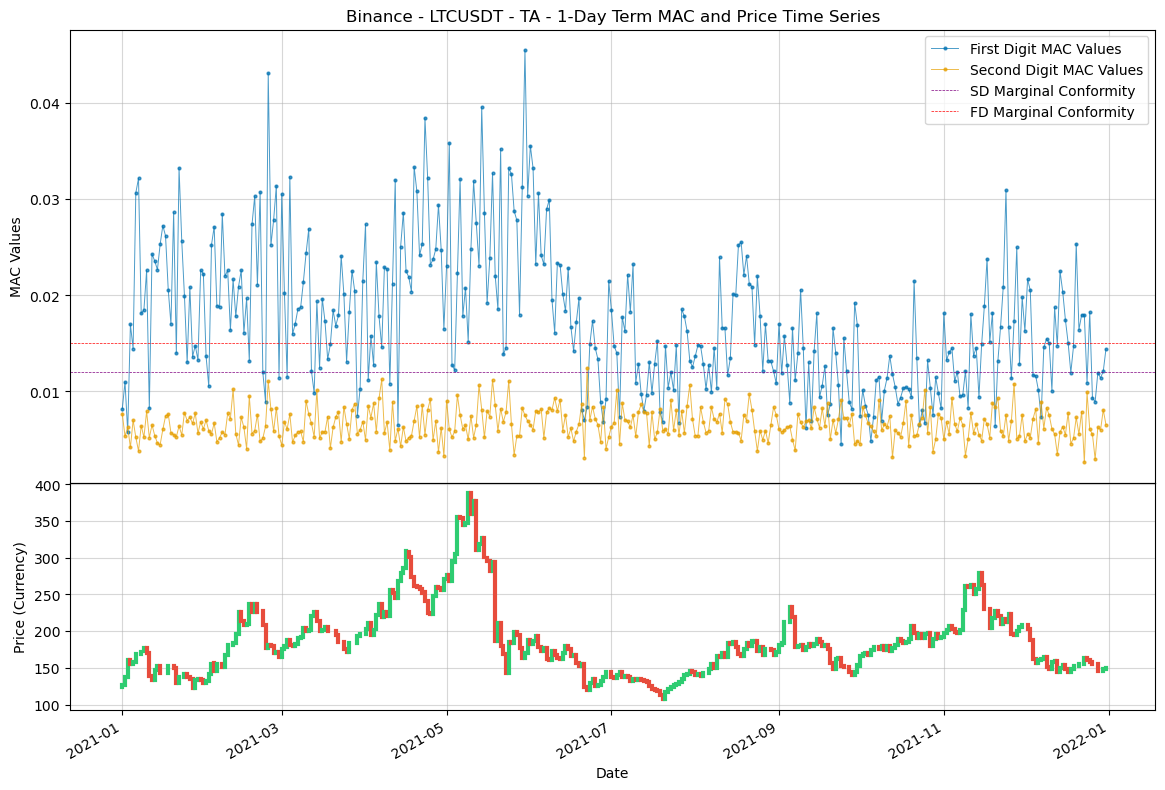 Binance - LTCUSDT - TA - 1-Day Term MAC and Price Time Series
First Digit MAC Values
Second Digit MAC Values
SD Marginal Conformity
FD Marginal Conformity
MAC Values
0.04
0.03
0.02
0.01
Price (Currency)
400
350
300
250
200
150
100
2021-01
2021-03
2021-05
2021-07
2021-09
2021-11
2022-01
Date